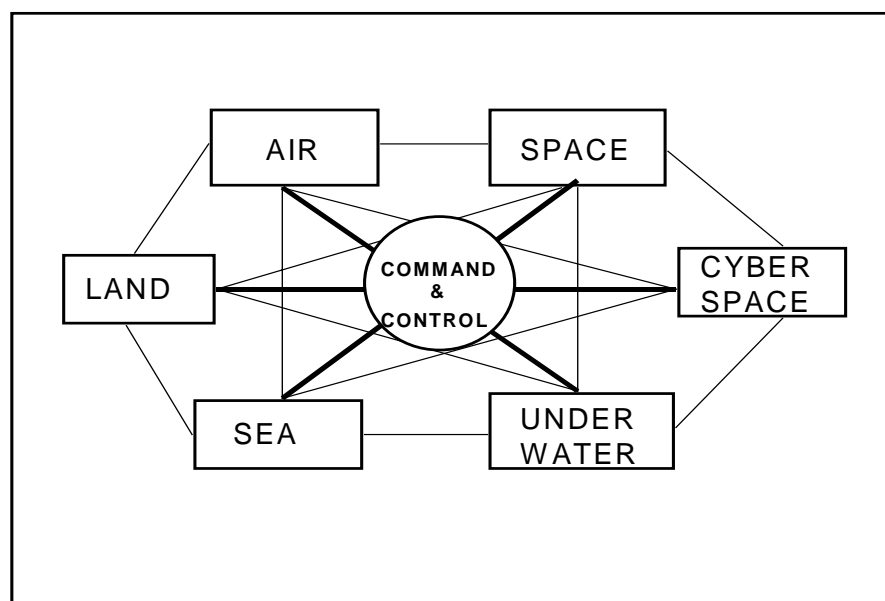 AIR
SPACE
LAND
COMMAND
&
CONTROL
CYBER
SPACE
SEA
UNDER
WATER